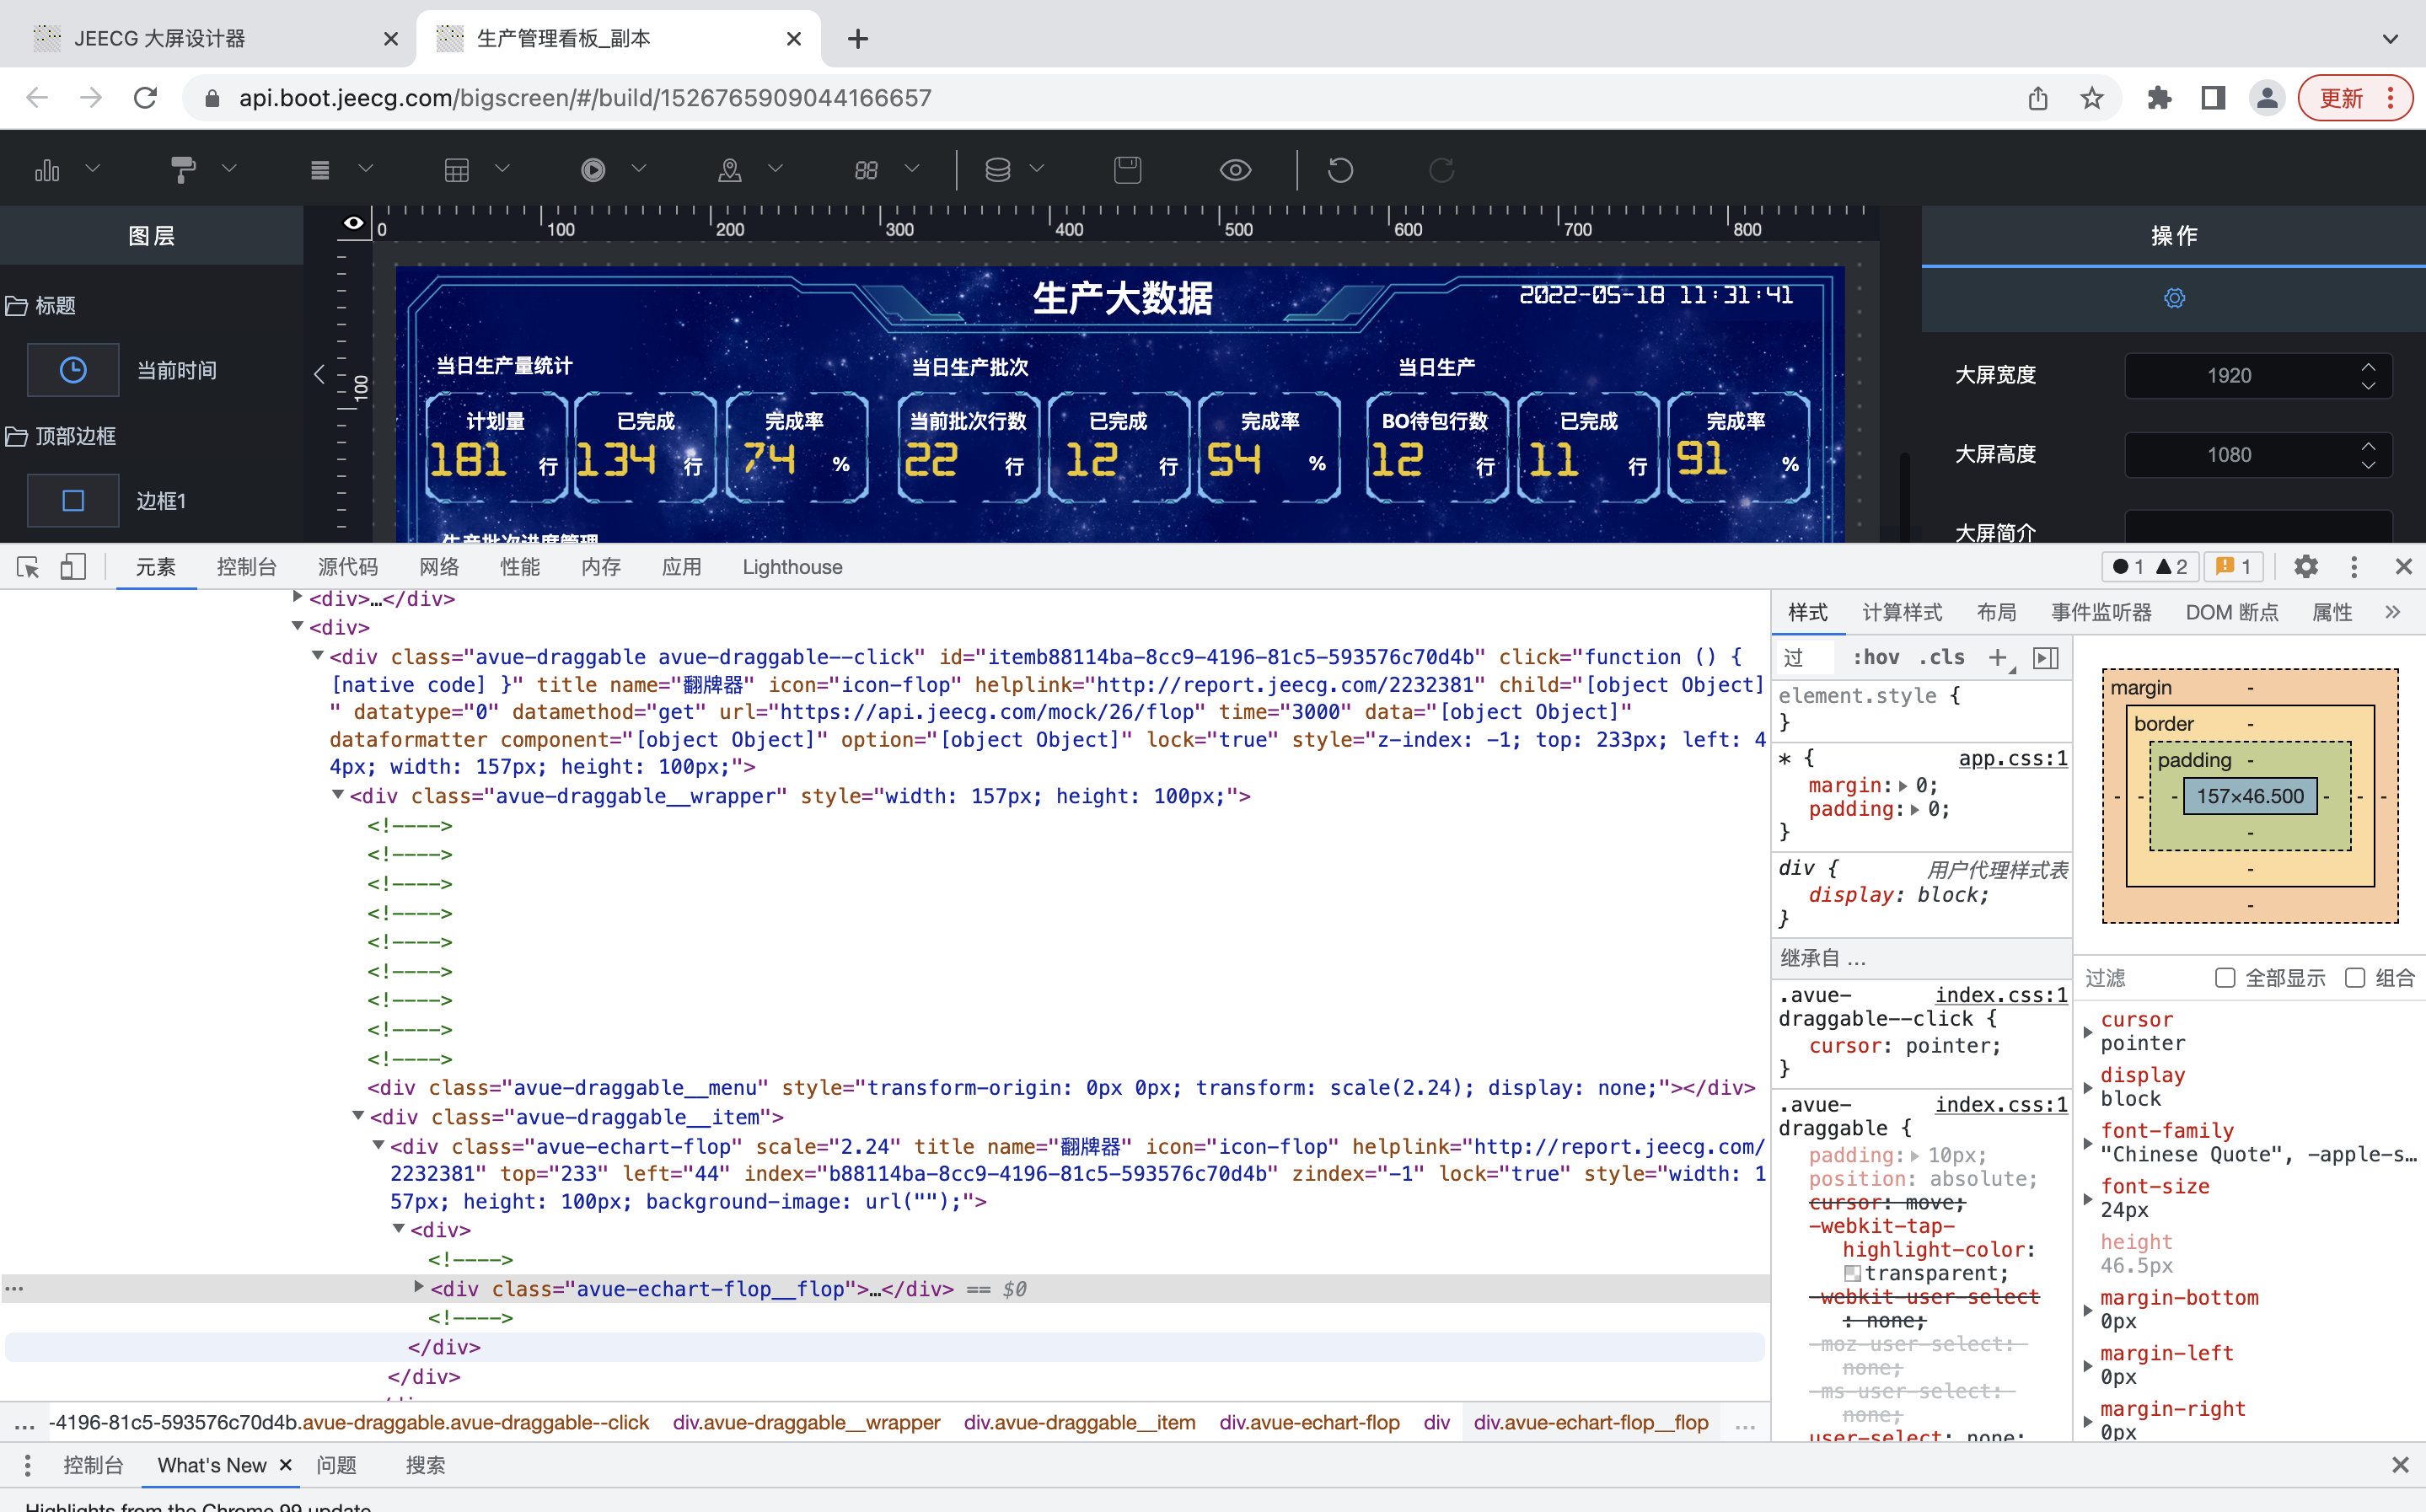 JEECG 大屏设计器
生产管理看板_副本
api.boot.jeecg.com/bigscreen/#/build/1526765909044166657
更新
图层
0 100 200 300 400 500 600 700 800
操作
标题
当前时间
顶部边框
边框1
100
生产大数据
2022-05-18 11:31:41
当日生产量统计
当日生产批次
当日生产
计划量 已完成 完成率 当前批次行数 已完成 完成率 BO待包行数 已完成 完成率
181 行 134 行 74 % 22 行 12 行 54 % 12 行 11 行 91 %
生产批次进度管理
大屏宽度 1920
大屏高度 1080
大屏简介
元素 控制台 源代码 网络 性能 内存 应用 Lighthouse
1 2 1
<div>…</div>
<div>
<div class="avue-draggable avue-draggable--click" id="itemb88114ba-8cc9-4196-81c5-593576c70d4b" click="function () {
[native code] }" title name="翻牌器" icon="icon-flop" helplink="http://report.jeecg.com/2232381" child="[object Object]
" datatype="0" datamethod="get" url="https://api.jeecg.com/mock/26/flop" time="3000" data="[object Object]"
dataformatter component="[object Object]" option="[object Object]" lock="true" style="z-index: -1; top: 233px; left: 4
4px; width: 157px; height: 100px;">
<div class="avue-draggable__wrapper" style="width: 157px; height: 100px;">
<!---->
<!---->
<!---->
<!---->
<!---->
<!---->
<!---->
<!---->
<!---->
<div class="avue-draggable__menu" style="transform-origin: 0px 0px; transform: scale(2.24); display: none;"></div>
<div class="avue-draggable__item">
<div class="avue-echart-flop" scale="2.24" title name="翻牌器" icon="icon-flop" helplink="http://report.jeecg.com/
2232381" top="233" left="44" index="b88114ba-8cc9-4196-81c5-593576c70d4b" zindex="-1" lock="true" style="width: 1
57px; height: 100px; background-image: url("");">
<div>
<!---->
… <div class="avue-echart-flop__flop">…</div> == $0
<!---->
</div>
</div>
… -4196-81c5-593576c70d4b.avue-draggable.avue-draggable--click div.avue-draggable__wrapper div.avue-draggable__item div.avue-echart-flop div div.avue-echart-flop__flop …
样式 计算样式 布局 事件监听器 DOM 断点 属性 »
过 :hov .cls +
element.style {
}
* { app.css:1
margin: 0;
padding: 0;
}
div { 用户代理样式表
display: block;
}
继承自 …
.avue- index.css:1
draggable--click {
cursor: pointer;
}
.avue- index.css:1
draggable {
padding: 10px;
position: absolute;
cursor: move;
-webkit-tap-
highlight-color:
transparent;
-webkit-user-select
: none;
-moz-user-select:
none;
-ms-user-select:
none;
user-select: none;
margin -
border -
padding -
- - - 157×46.500 - - -
-
-
-
过滤 全部显示 组合
cursor
pointer
display
block
font-family
"Chinese Quote", -apple-s…
font-size
24px
height
46.5px
margin-bottom
0px
margin-left
0px
margin-right
0px
控制台 What's New 问题 搜索
Highlights from the Chrome 99 update